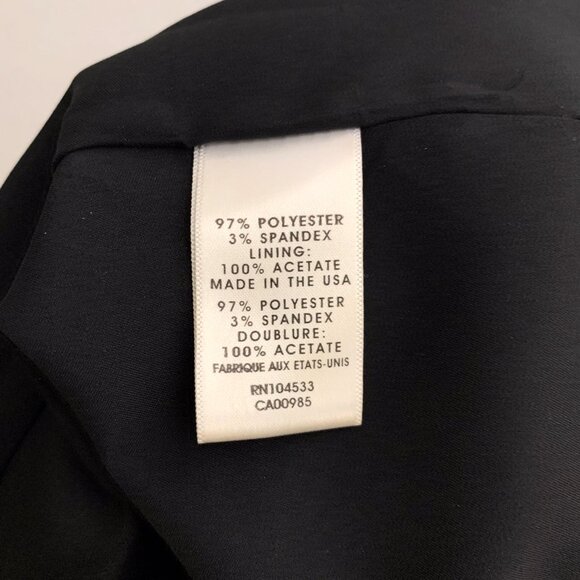 97% POLYESTER
3% SPANDEX
LINING:
100% ACETATE
MADE IN THE USA
97% POLYESTER
3% SPANDEX
DOUBLURE:
100% ACETATE
FABRIQUE AUX ETATS-UNIS
RN104533
CA00985